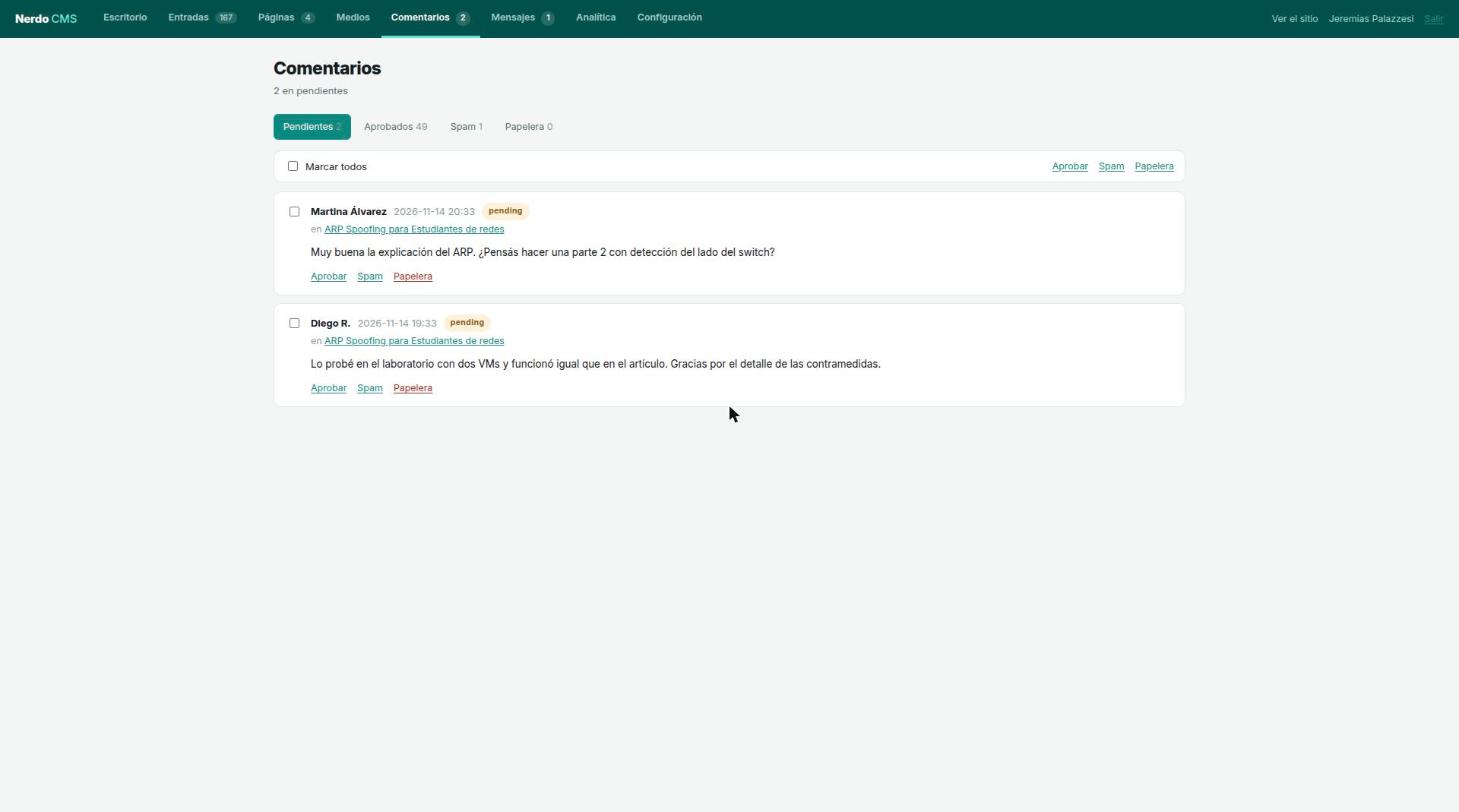 Nerdo CMS Escritorio Entradas 167 Páginas 4 Medios Comentarios 2 Mensajes 1 Analítica Configuración Ver el sitio Jeremías Palazzesi Salir
Comentarios
2 en pendientes
Pendientes 2 Aprobados 49 Spam 1 Papelera 0
Marcar todos Aprobar Spam Papelera
Martina Álvarez 2026-11-14 20:33 pending
en ARP Spoofing para Estudiantes de redes
Muy buena la explicación del ARP. ¿Pensás hacer una parte 2 con detección del lado del switch?
Aprobar Spam Papelera
Diego R. 2026-11-14 19:33 pending
en ARP Spoofing para Estudiantes de redes
Lo probé en el laboratorio con dos VMs y funcionó igual que en el artículo. Gracias por el detalle de las contramedidas.
Aprobar Spam Papelera